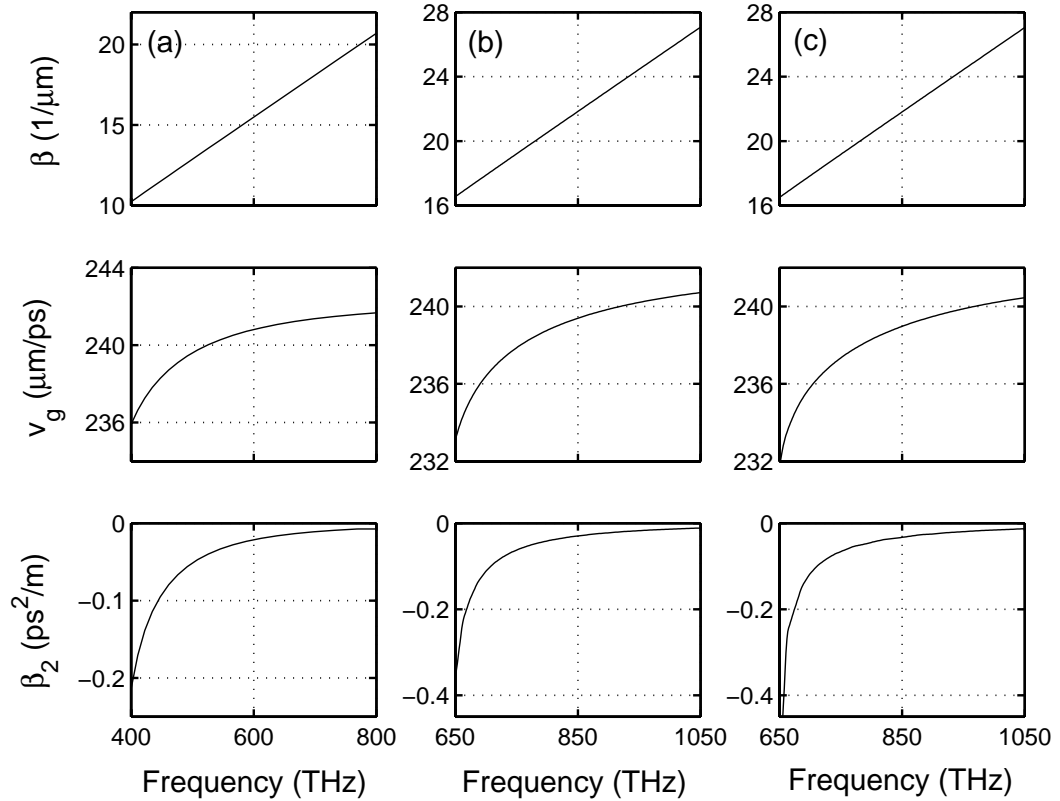 (a)
(b)
(c)
β (1/μm)
20
15
10
28
24
20
16
28
24
20
16
v_g (μm/ps)
244
240
236
240
236
232
240
236
232
β_2 (ps^2/m)
0
−0.1
−0.2
0
−0.2
−0.4
0
−0.2
−0.4
400 600 800
650 850 1050
650 850 1050
Frequency (THz)
Frequency (THz)
Frequency (THz)